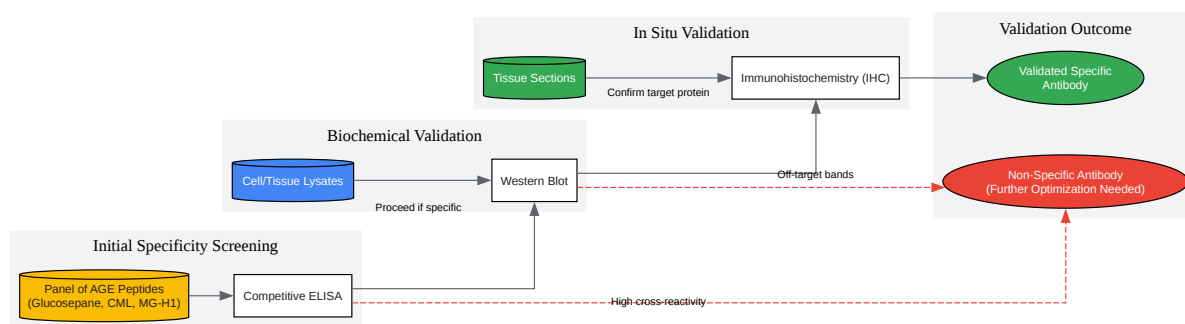 In Situ Validation
Validation Outcome
Tissue Sections
Immunohistochemistry (IHC)
Validated Specific
Antibody
Confirm target protein
Biochemical Validation
Cell/Tissue Lysates
Western Blot
Off-target bands
Non-Specific Antibody
(Further Optimization Needed)
Proceed if specific
Initial Specificity Screening
Panel of AGE Peptides
(Glucosepane, CML, MG-H1)
Competitive ELISA
High cross-reactivity